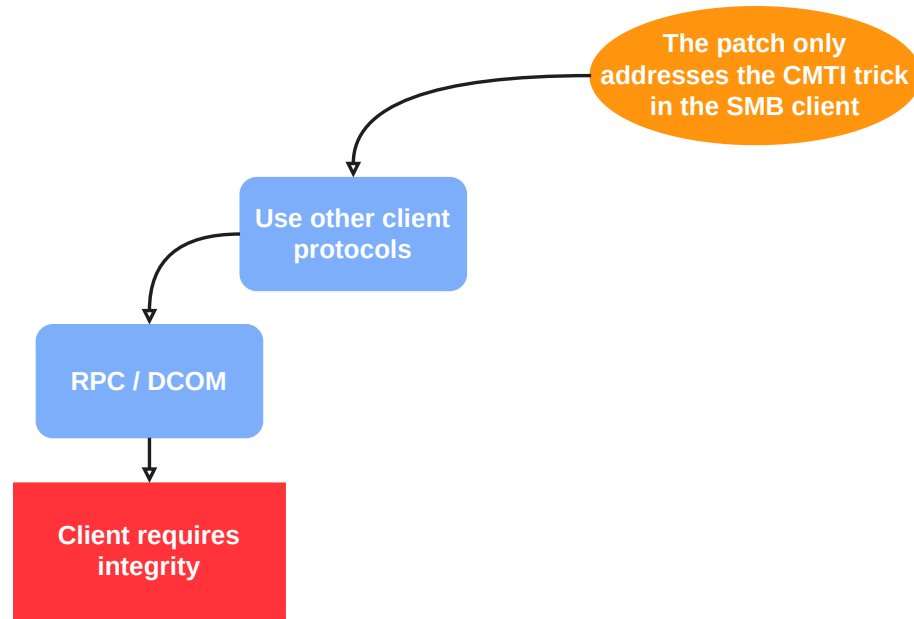 The patch only
addresses the CMTI trick
in the SMB client
Use other client
protocols
RPC / DCOM
Client requires
integrity